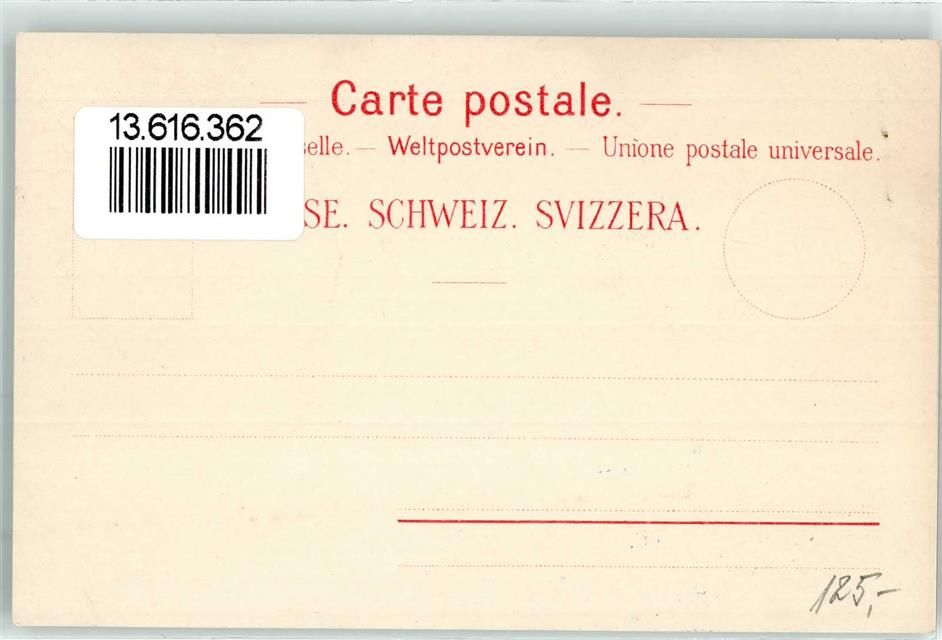 Carte postale.
13.616.362
selle. — Weltpostverein. — Unione postale universale.
SE. SCHWEIZ. SVIZZERA.
125,-